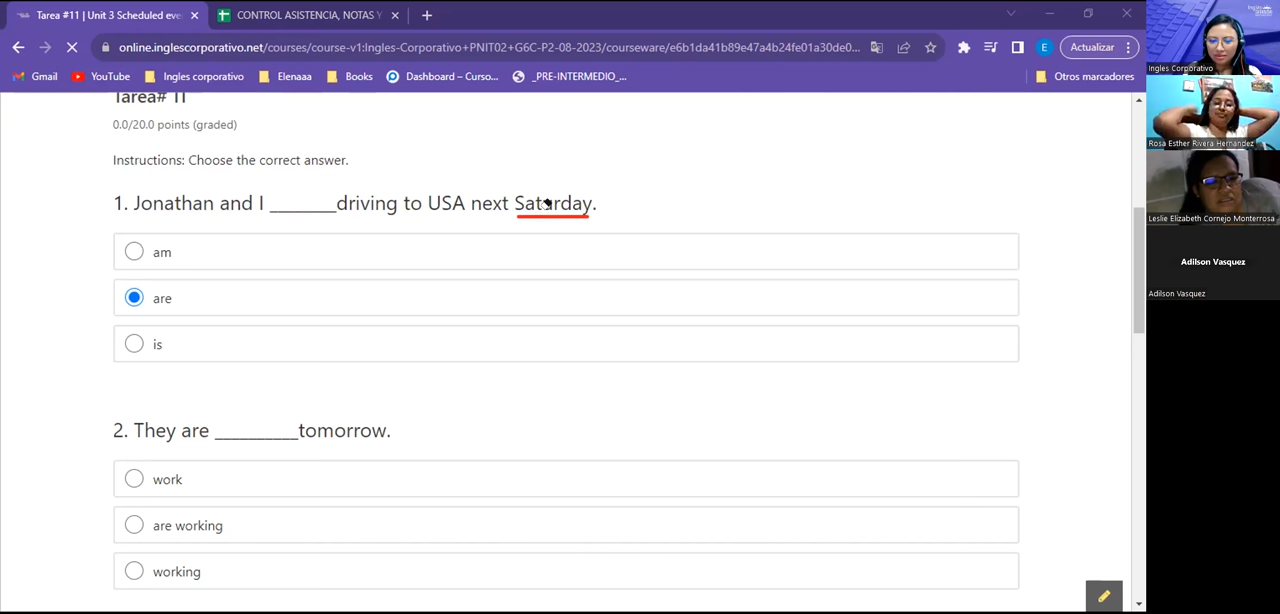 Tarea #11 | Unit 3 Scheduled eve
CONTROL ASISTENCIA, NOTAS Y
online.inglescorporativo.net/courses/course-v1:Ingles-Corporativo+PNIT02+G6C-P2-08-2023/courseware/e6b1da41b89e47a4b24fe01a30de0...
E
Actualizar
Gmail
YouTube
Ingles corporativo
Elenaaa
Books
Dashboard – Curso...
_PRE-INTERMEDIO_...
Otros marcadores
Tarea# 11
0.0/20.0 points (graded)
Instructions: Choose the correct answer.
1. Jonathan and I _______driving to USA next Saturday.
am
are
is
2. They are _________tomorrow.
work
are working
working
Ingles Corporativo
Rosa Esther Rivera Hernandez
Leslie Elizabeth Cornejo Monterrosa
Adilson Vasquez
Adilson Vasquez